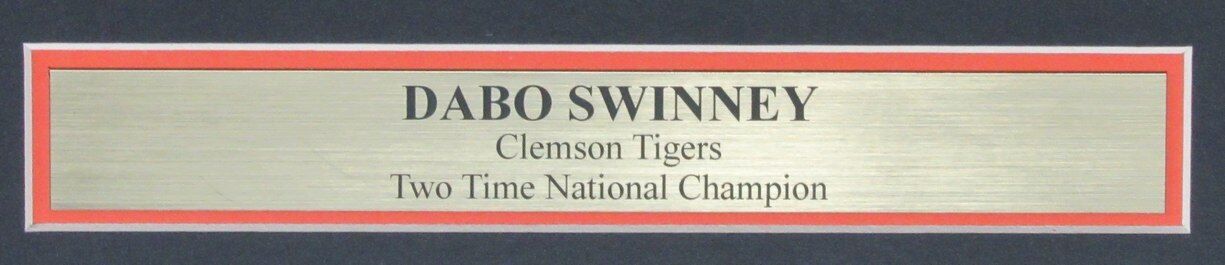 DABO SWINNEY
Clemson Tigers
Two Time National Champion